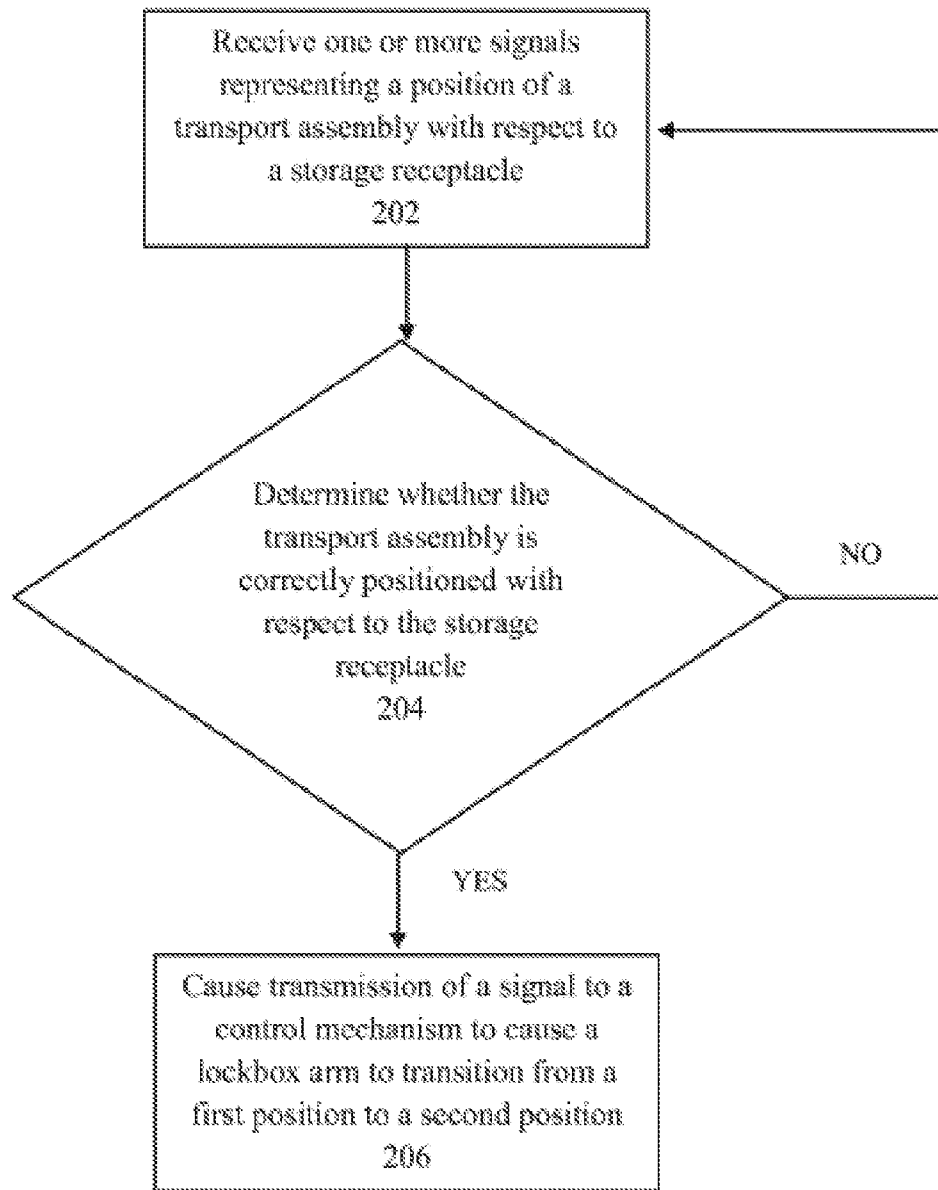 Receive one or more signals
representing a position of a
transport assembly with respect to
a storage receptacle
202
Determine whether the
transport assembly is
correctly positioned with
respect to the storage
receptacle
204
NO
YES
Cause transmission of a signal to a
control mechanism to cause a
lockbox arm to transition from a
first position to a second position
206